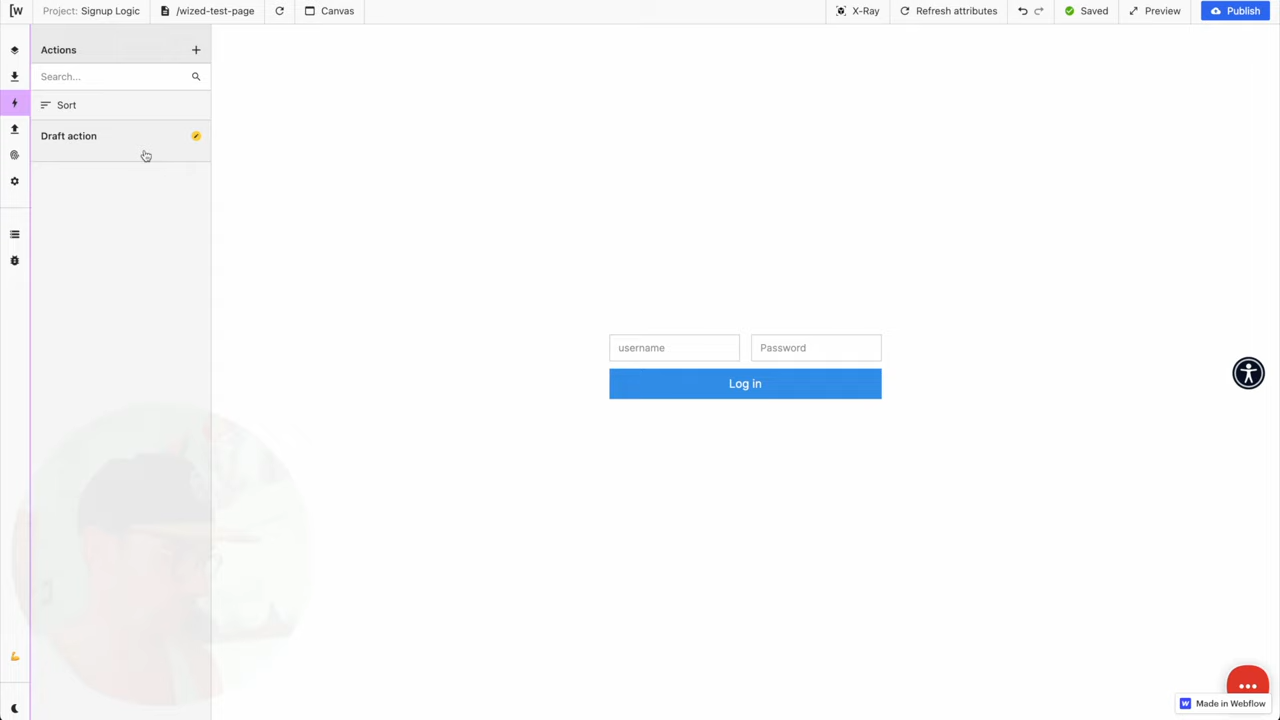 [W Project: Signup Logic /wized-test-page Canvas X-Ray Refresh attributes Saved Preview Publish
Actions
Search...
Sort
Draft action
username Password
Log in
Made in Webflow